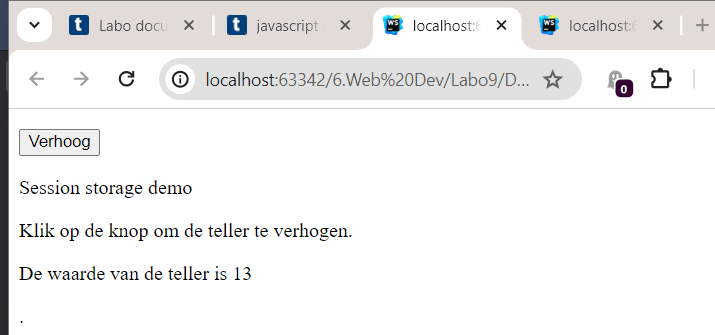 Labo docu
javascript
localhost:6
localhost:6
localhost:63342/6.Web%20Dev/Labo9/D...
0
Verhoog
Session storage demo
Klik op de knop om de teller te verhogen.
De waarde van de teller is 13
.